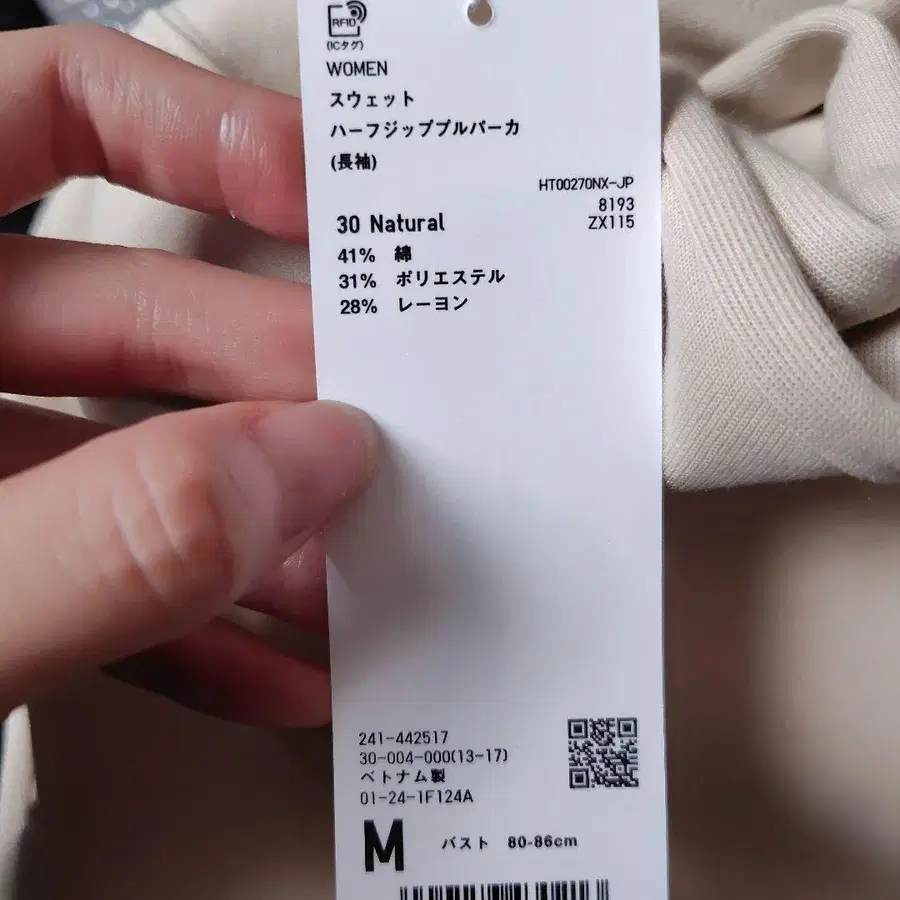 RFID
(ICタグ)
WOMEN
スウェット
ハーフジッププルパーカ
(長袖)
HT00270NX-JP
8193
ZX115
30 Natural
41% 綿
31% ポリエステル
28% レーヨン
241-442517
30-004-000(13-17)
ベトナム製
01-24-1F124A
M バスト 80-86cm